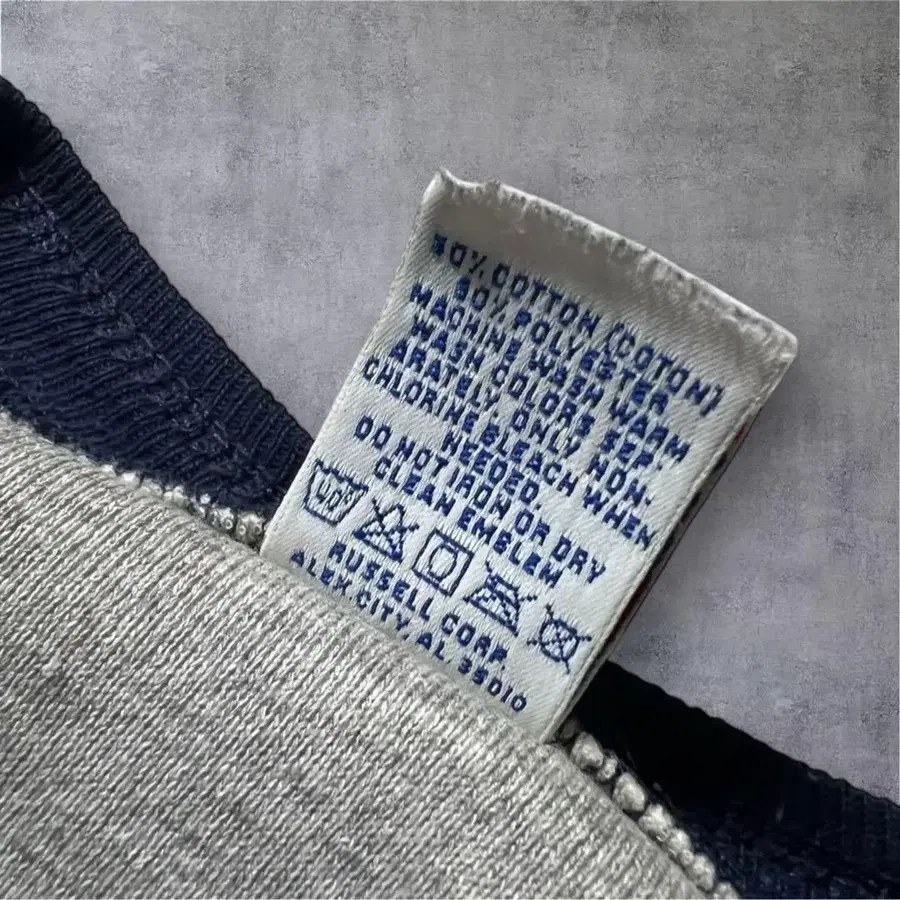 50% COTTON (COTON)
50% POLYESTER
MACHINE WASH WARM
WASH COLORS SEP-
ARATELY. ONLY NON-
CHLORINE BLEACH WHEN
NEEDED.
DO NOT IRON OR DRY
CLEAN EMBLEM
40°
RUSSELL CORP.
ALEX CITY, AL 35010